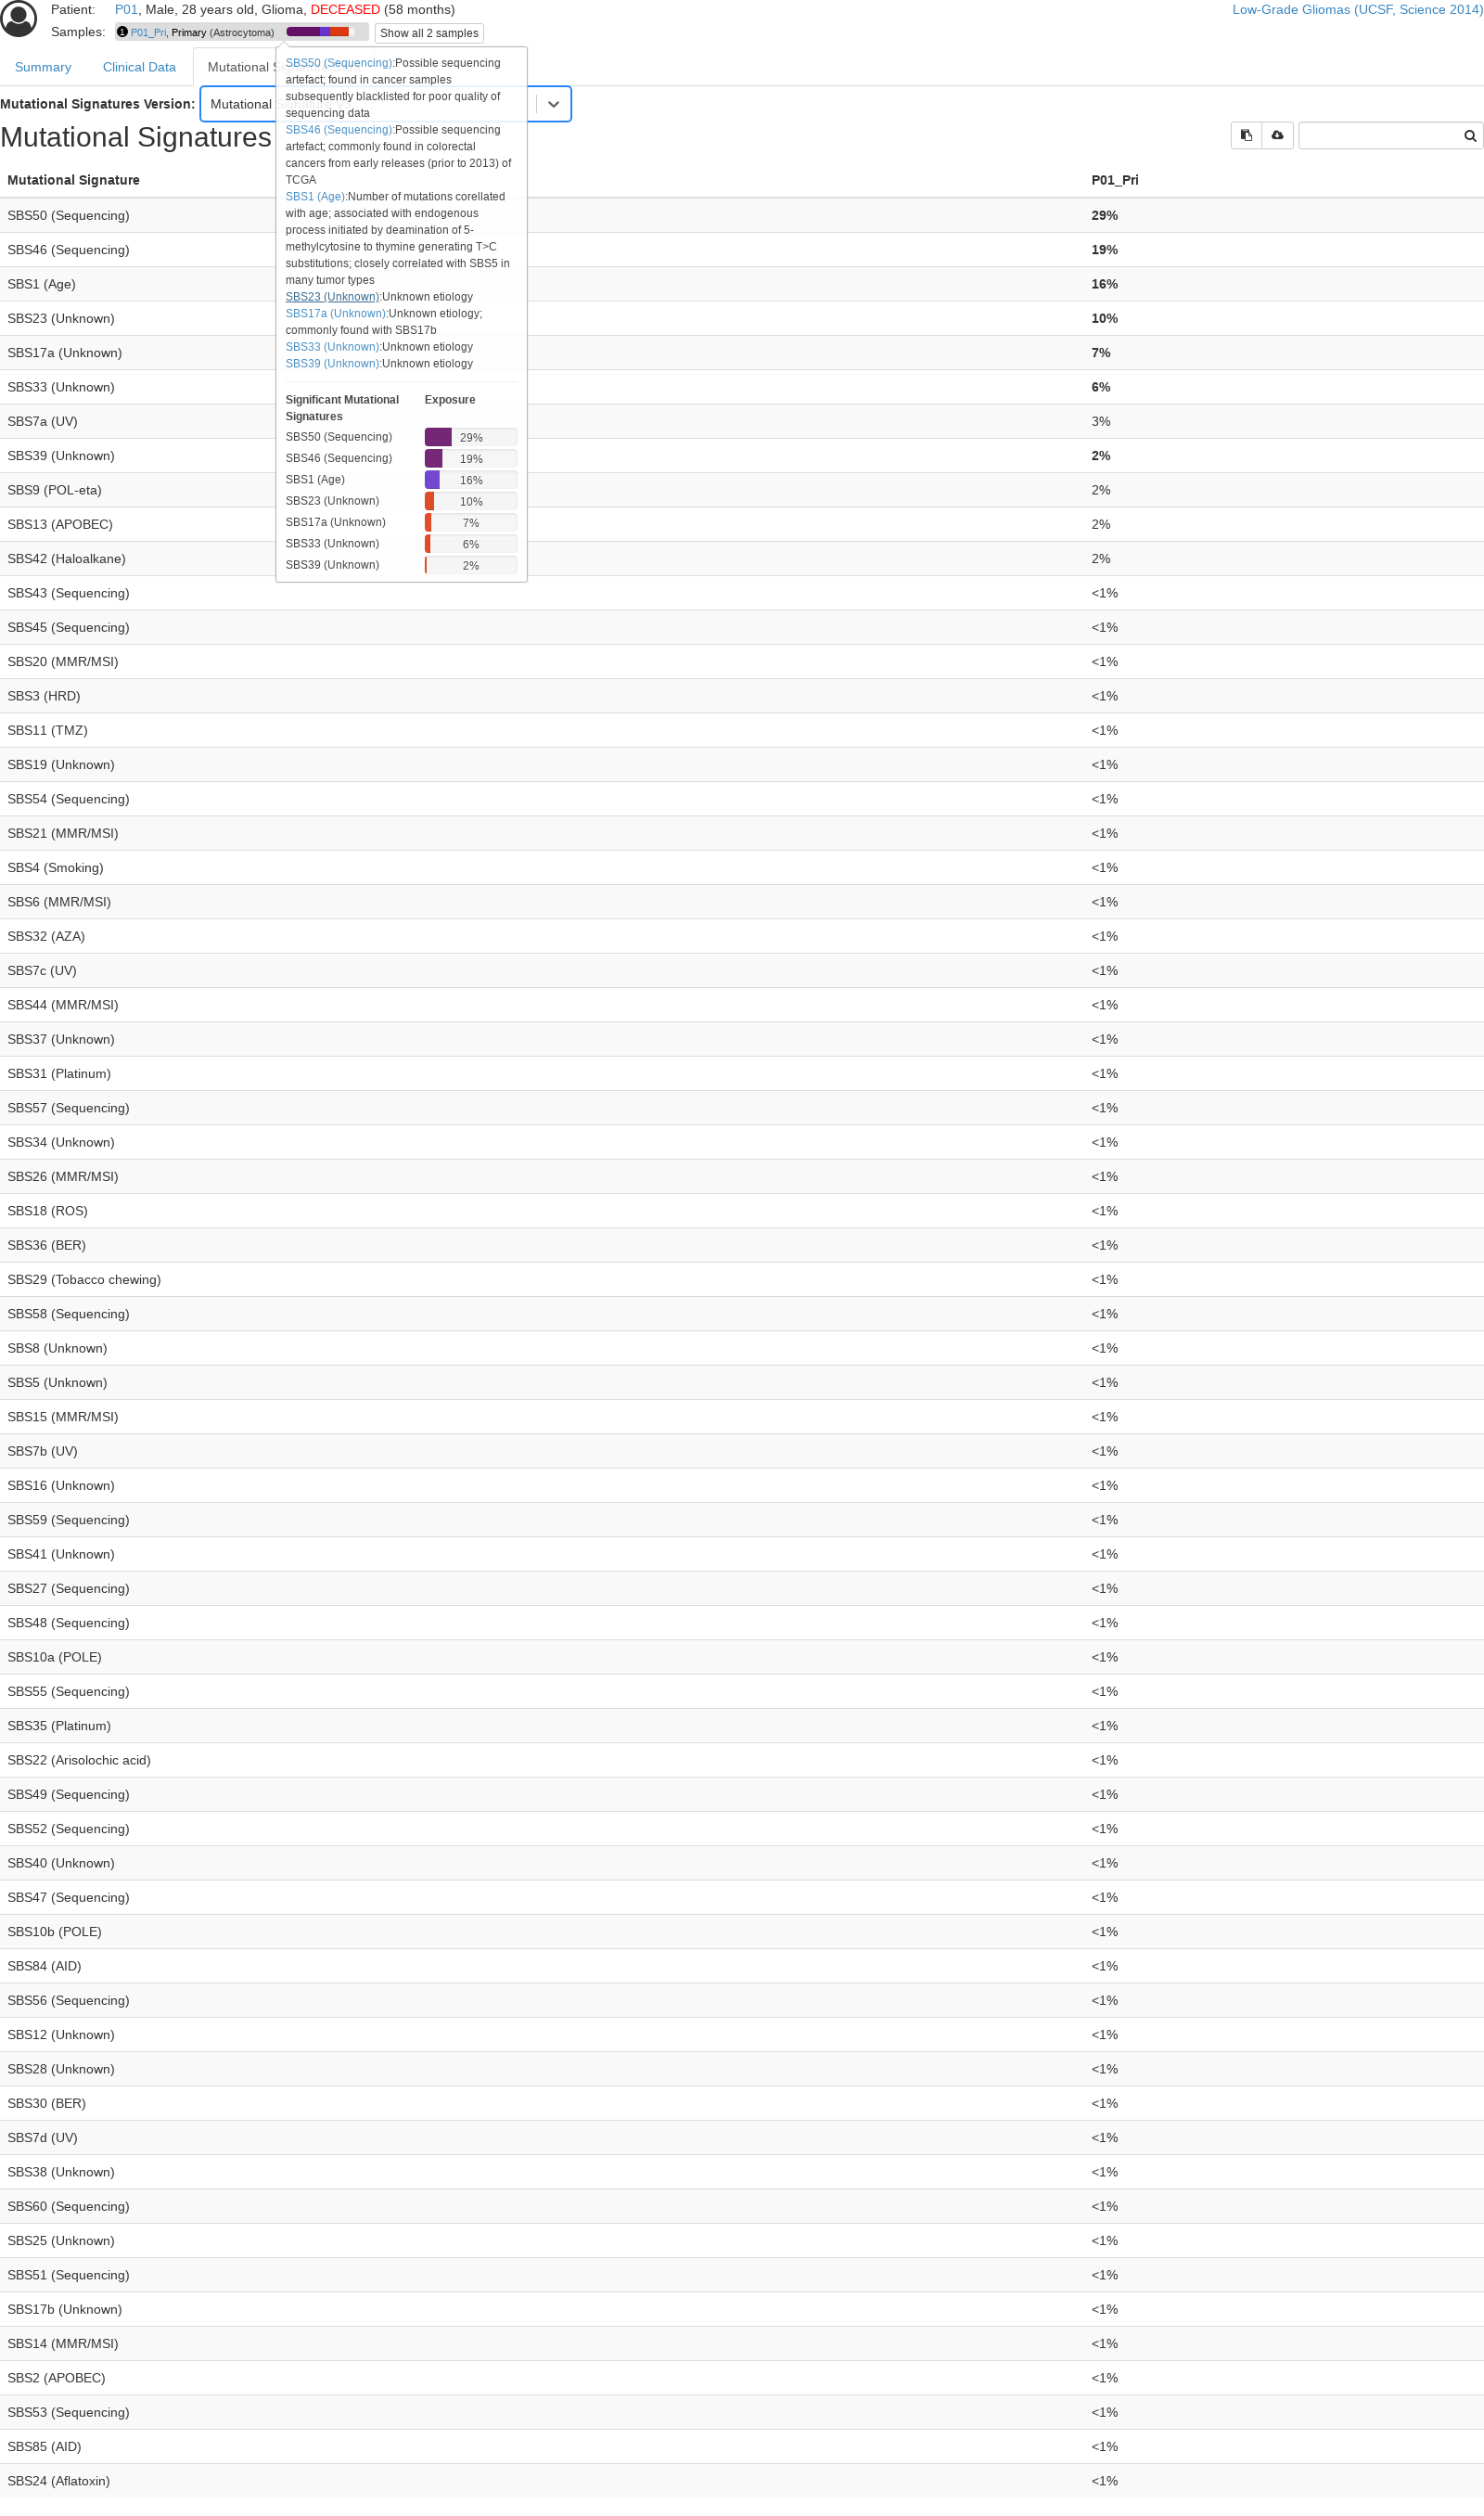 Patient: P01, Male, 28 years old, Glioma, DECEASED (58 months)
Low-Grade Gliomas (UCSF, Science 2014)
Samples: 1 P01_Pri, Primary (Astrocytoma)
Show all 2 samples
Summary
Clinical Data
Mutational
Mutational Signatures Version:
Mutational
Mutational Signatures
SBS50 (Sequencing):Possible sequencing
artefact; found in cancer samples
subsequently blacklisted for poor quality of
sequencing data
SBS46 (Sequencing):Possible sequencing
artefact; commonly found in colorectal
cancers from early releases (prior to 2013) of
TCGA
SBS1 (Age):Number of mutations corellated
with age; associated with endogenous
process initiated by deamination of 5-
methylcytosine to thymine generating T>C
substitutions; closely correlated with SBS5 in
many tumor types
SBS23 (Unknown):Unknown etiology
SBS17a (Unknown):Unknown etiology;
commonly found with SBS17b
SBS33 (Unknown):Unknown etiology
SBS39 (Unknown):Unknown etiology
Significant Mutational
Signatures
Exposure
SBS50 (Sequencing) 29%
SBS46 (Sequencing) 19%
SBS1 (Age) 16%
SBS23 (Unknown) 10%
SBS17a (Unknown) 7%
SBS33 (Unknown) 6%
SBS39 (Unknown) 2%
Mutational Signature P01_Pri
SBS50 (Sequencing) 29%
SBS46 (Sequencing) 19%
SBS1 (Age) 16%
SBS23 (Unknown) 10%
SBS17a (Unknown) 7%
SBS33 (Unknown) 6%
SBS7a (UV) 3%
SBS39 (Unknown) 2%
SBS9 (POL-eta) 2%
SBS13 (APOBEC) 2%
SBS42 (Haloalkane) 2%
SBS43 (Sequencing) <1%
SBS45 (Sequencing) <1%
SBS20 (MMR/MSI) <1%
SBS3 (HRD) <1%
SBS11 (TMZ) <1%
SBS19 (Unknown) <1%
SBS54 (Sequencing) <1%
SBS21 (MMR/MSI) <1%
SBS4 (Smoking) <1%
SBS6 (MMR/MSI) <1%
SBS32 (AZA) <1%
SBS7c (UV) <1%
SBS44 (MMR/MSI) <1%
SBS37 (Unknown) <1%
SBS31 (Platinum) <1%
SBS57 (Sequencing) <1%
SBS34 (Unknown) <1%
SBS26 (MMR/MSI) <1%
SBS18 (ROS) <1%
SBS36 (BER) <1%
SBS29 (Tobacco chewing) <1%
SBS58 (Sequencing) <1%
SBS8 (Unknown) <1%
SBS5 (Unknown) <1%
SBS15 (MMR/MSI) <1%
SBS7b (UV) <1%
SBS16 (Unknown) <1%
SBS59 (Sequencing) <1%
SBS41 (Unknown) <1%
SBS27 (Sequencing) <1%
SBS48 (Sequencing) <1%
SBS10a (POLE) <1%
SBS55 (Sequencing) <1%
SBS35 (Platinum) <1%
SBS22 (Arisolochic acid) <1%
SBS49 (Sequencing) <1%
SBS52 (Sequencing) <1%
SBS40 (Unknown) <1%
SBS47 (Sequencing) <1%
SBS10b (POLE) <1%
SBS84 (AID) <1%
SBS56 (Sequencing) <1%
SBS12 (Unknown) <1%
SBS28 (Unknown) <1%
SBS30 (BER) <1%
SBS7d (UV) <1%
SBS38 (Unknown) <1%
SBS60 (Sequencing) <1%
SBS25 (Unknown) <1%
SBS51 (Sequencing) <1%
SBS17b (Unknown) <1%
SBS14 (MMR/MSI) <1%
SBS2 (APOBEC) <1%
SBS53 (Sequencing) <1%
SBS85 (AID) <1%
SBS24 (Aflatoxin) <1%